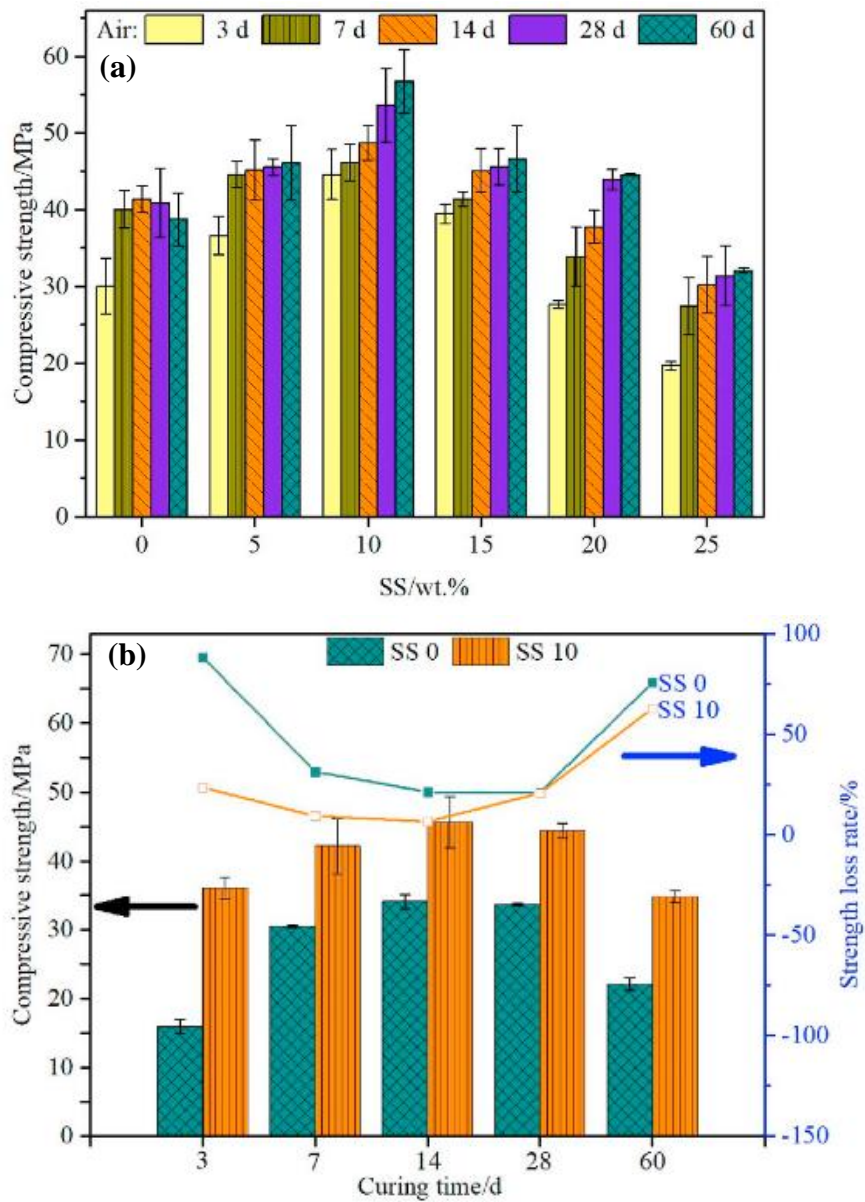 Air: 3 d 7 d 14 d 28 d 60 d
(a)
Compressive strength/MPa
60
50
40
30
20
10
0
0 5 10 15 20 25
SS/wt.%
(b)
SS 0 SS 10
Compressive strength/MPa
70
60
50
40
30
20
10
0
SS 0
SS 10
100
50
0
-50
-100
-150
Strength loss rate/%
3 7 14 28 60
Curing time/d